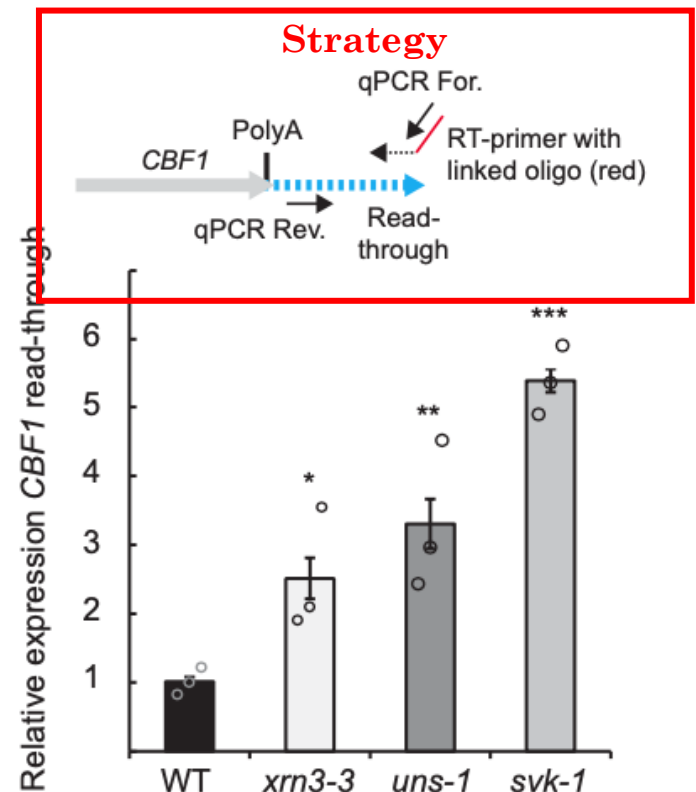 Strategy
qPCR For.
PolyA
RT-primer with
linked oligo (red)
CBF1
qPCR Rev.
Read-
through
Relative expression CBF1 read-through
6
5
4
3
2
1
*
**
***
WT
xrn3-3
uns-1
svk-1